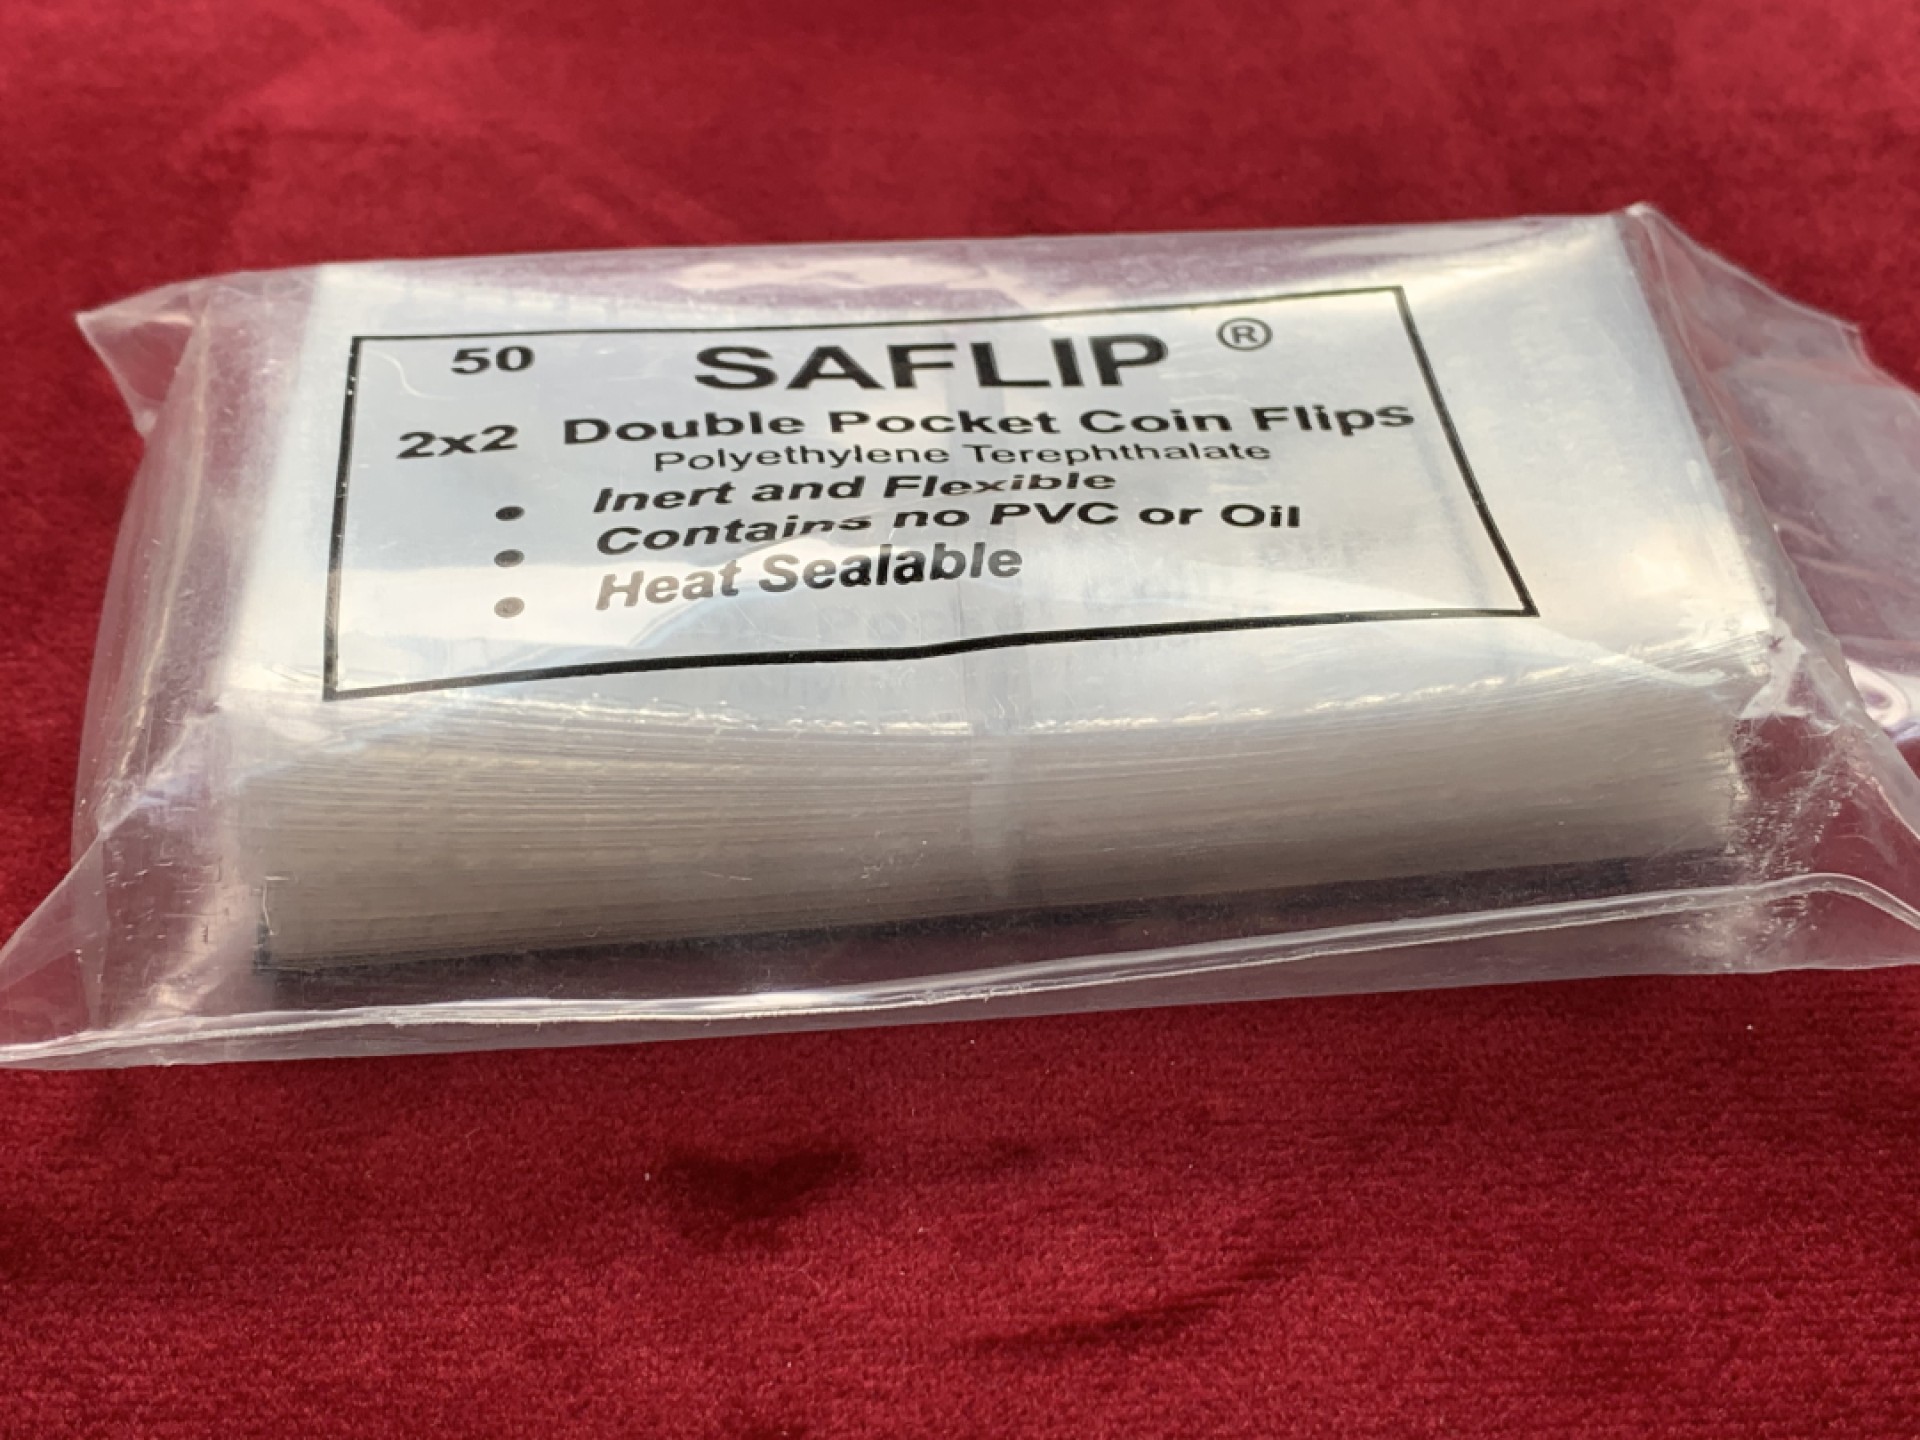 50 SAFLIP ®
2x2 Double Pocket Coin Flips
Polyethylene Terephthalate
• Inert and Flexible
• Contains no PVC or Oil
• Heat Sealable